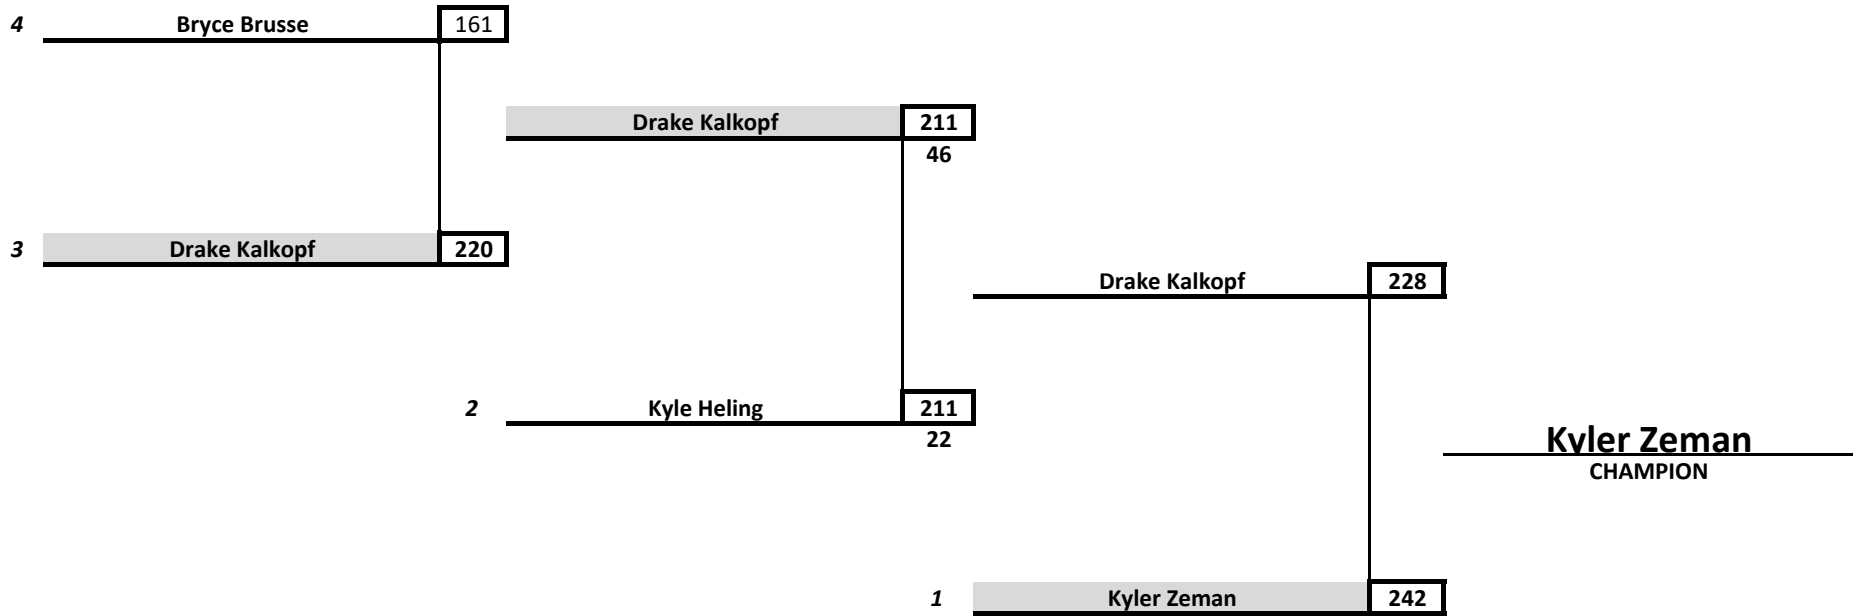 4 Bryce Brusse 161
Drake Kalkopf 211
46
3 Drake Kalkopf 220
Drake Kalkopf 228
2 Kyle Heling 211
22
Kyler Zeman
CHAMPION
1 Kyler Zeman 242